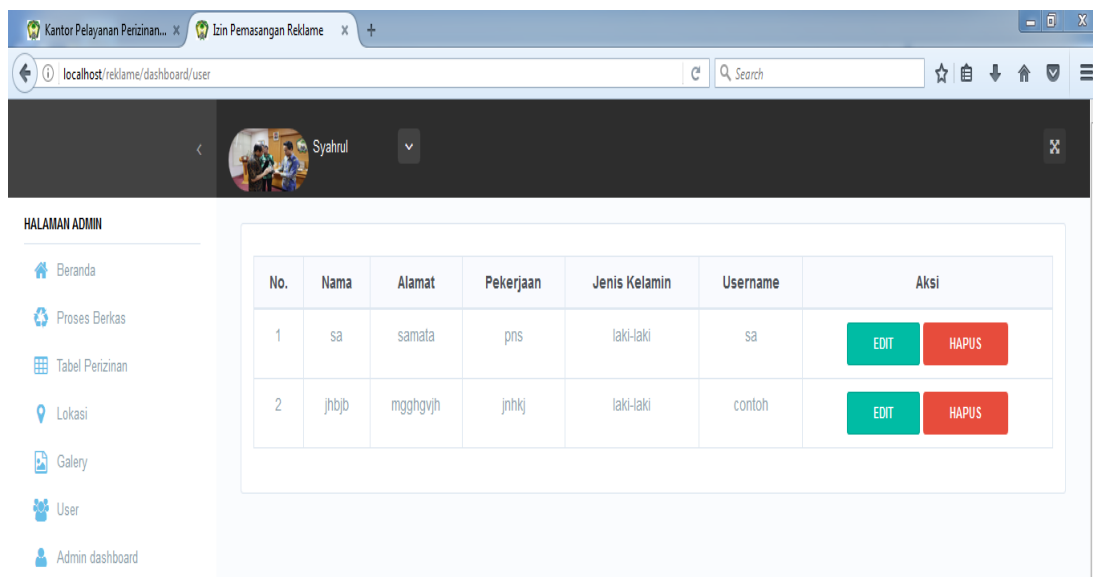 Kantor Pelayanan Perizinan...
Izin Pemasangan Reklame
localhost/reklame/dashboard/user
Search
Syahrul
HALAMAN ADMIN
Beranda
Proses Berkas
Tabel Perizinan
Lokasi
Galery
User
Admin dashboard
No. Nama Alamat Pekerjaan Jenis Kelamin Username Aksi
1 sa samata pns laki-laki sa EDIT HAPUS
2 jhbjb mgghgvjh jnhkj laki-laki contoh EDIT HAPUS